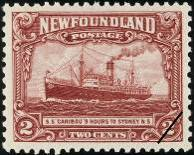 NEWFOUNDLAND
POSTAGE
S.S. CARIBOU 9 HOURS TO SYDNEY N.S.
2 2
TWO CENTS